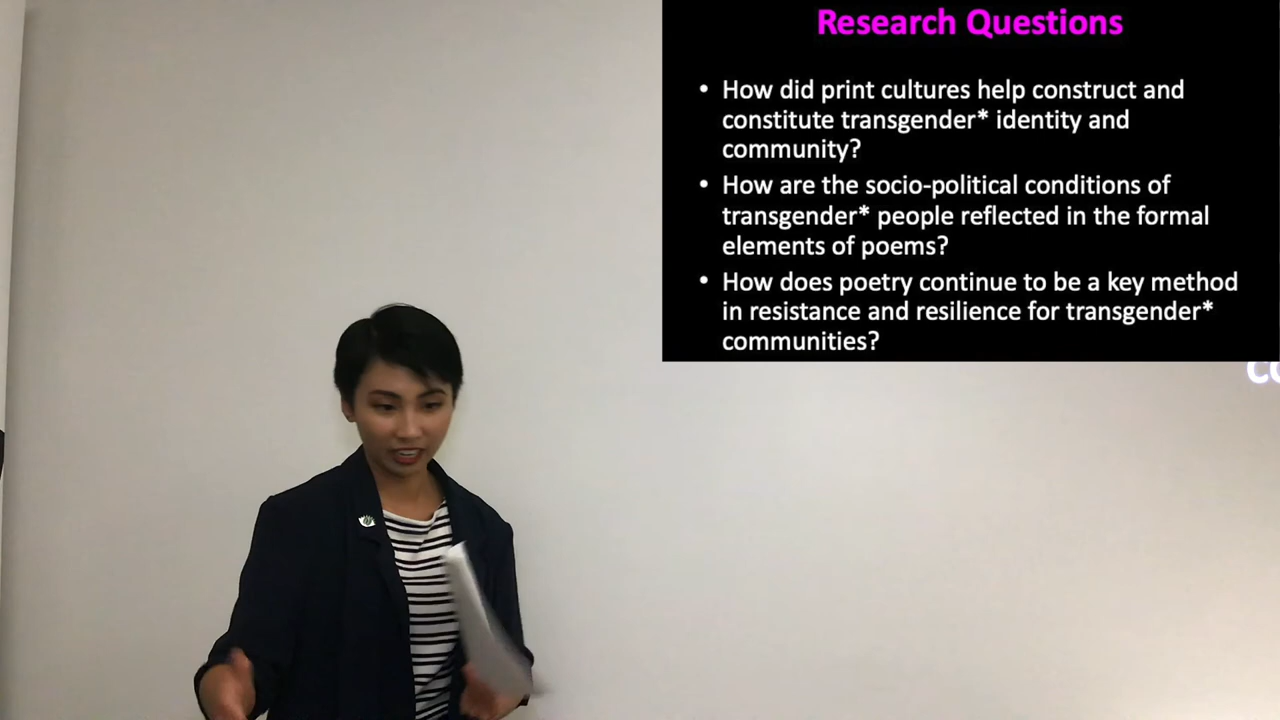 Research Questions
• How did print cultures help construct and
constitute transgender* identity and
community?
• How are the socio-political conditions of
transgender* people reflected in the formal
elements of poems?
• How does poetry continue to be a key method
in resistance and resilience for transgender*
communities?